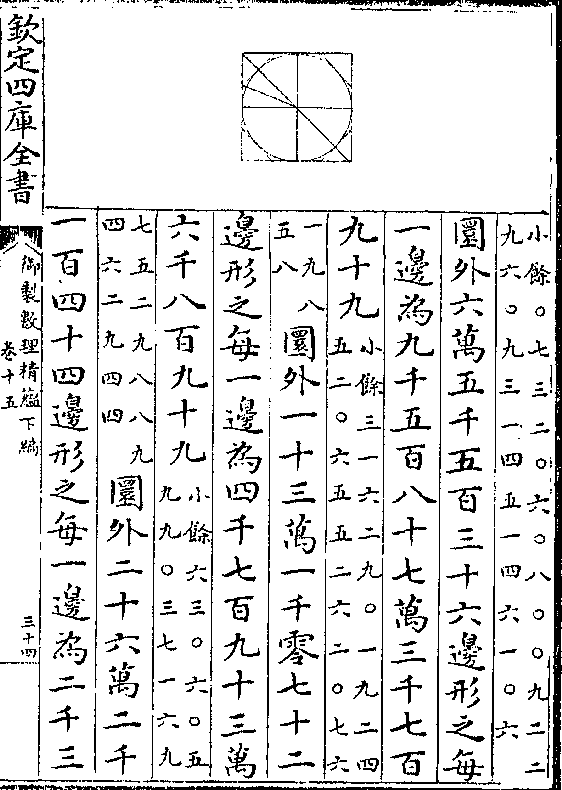 小餘〇七三二〇六〇八〇〇九二二
九六〇九三一四五一四六一〇六
圜外六萬五千五百三十六邊形之每
一邊為九千五百八十七萬三千七百
九十九小餘三一六二九〇一九二四
五二〇六五五二六二〇七六
一九八
五八
圜外一十三萬一千零七十二
邊形之每一邊為四千七百九十三萬
六千八百九十九小餘六三〇六〇五
九九〇三七一六九
七五二九八八九
四六二九四四
圜外二十六萬二千
一百四十四邊形之每一邊為二千三
欽定四庫全書
御製數理精蘊下編
卷十五
三十四